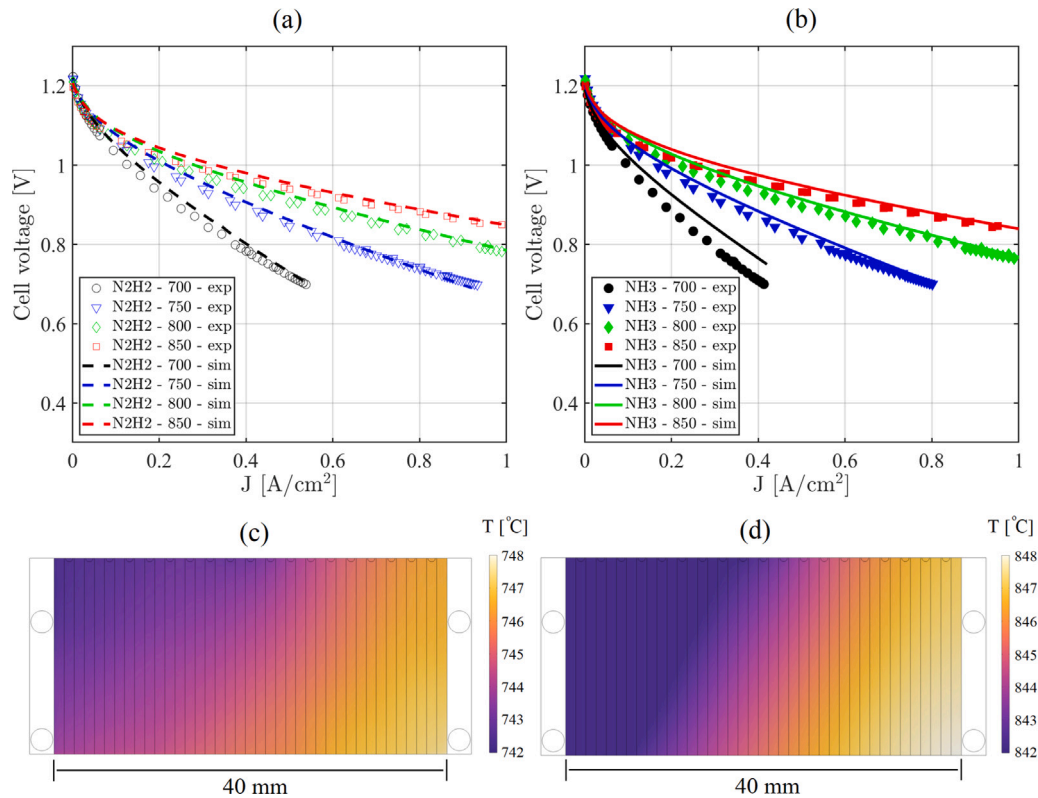 (a)
Cell voltage [V]
1.2
1
0.8
0.6
0.4
N2H2 - 700 - exp
N2H2 - 750 - exp
N2H2 - 800 - exp
N2H2 - 850 - exp
N2H2 - 700 - sim
N2H2 - 750 - sim
N2H2 - 800 - sim
N2H2 - 850 - sim
0 0.2 0.4 0.6 0.8 1
J [A/cm²]
(b)
Cell voltage [V]
1.2
1
0.8
0.6
0.4
NH3 - 700 - exp
NH3 - 750 - exp
NH3 - 800 - exp
NH3 - 850 - exp
NH3 - 700 - sim
NH3 - 750 - sim
NH3 - 800 - sim
NH3 - 850 - sim
0 0.2 0.4 0.6 0.8 1
J [A/cm²]
(c)
T [°C]
748
746
745
744
743
742
40 mm
(d)
T [°C]
848
846
845
844
843
842
40 mm